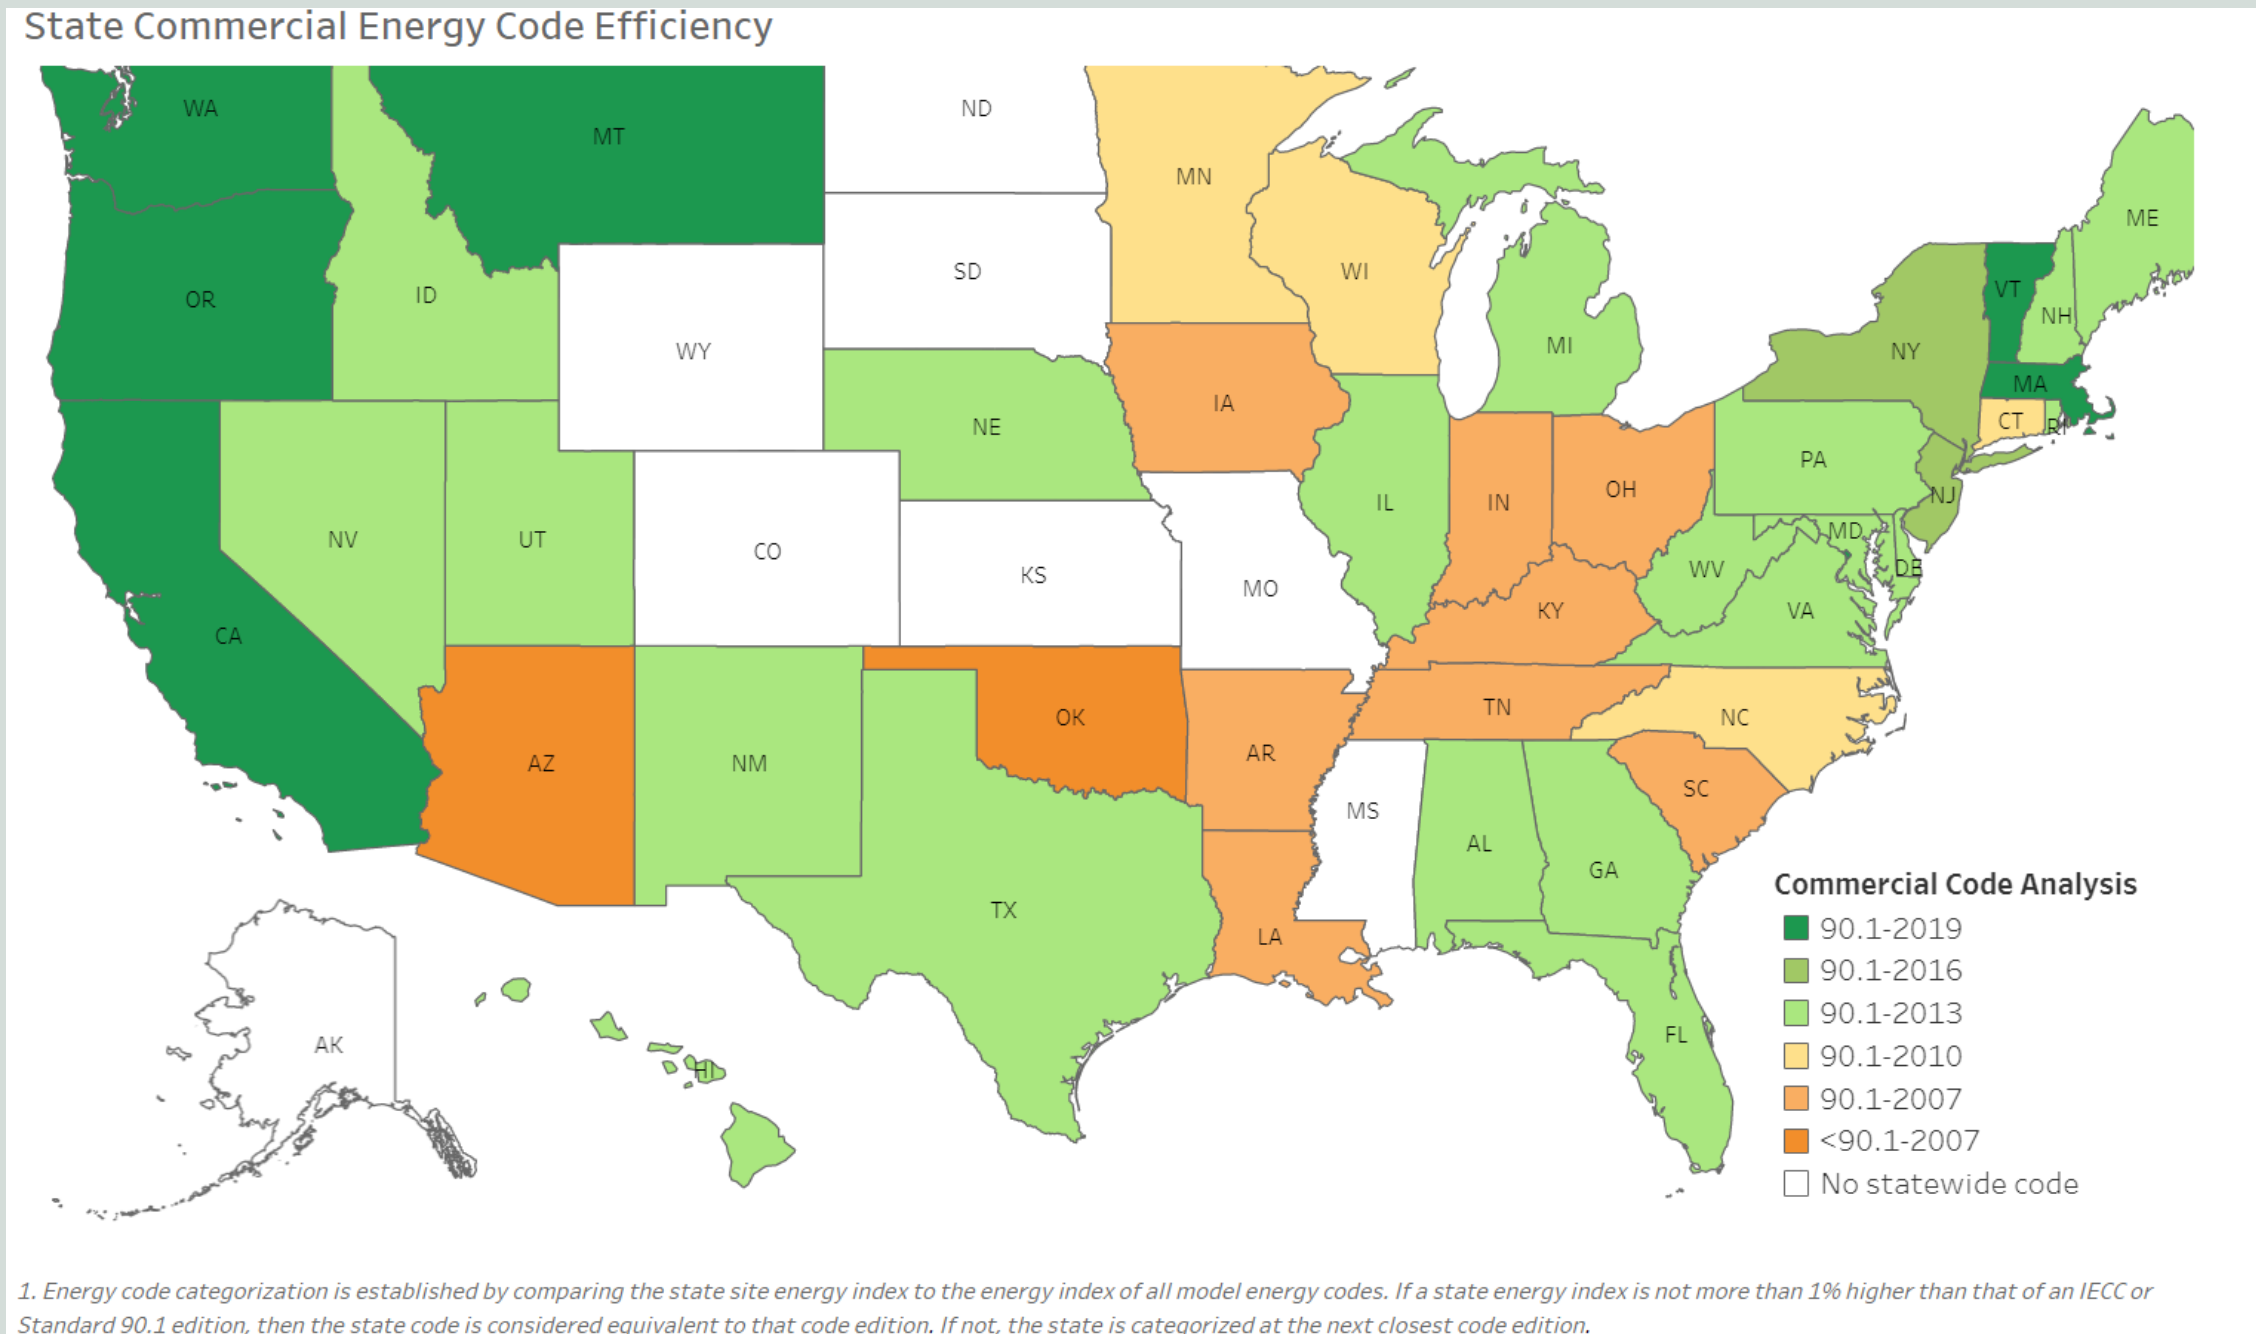 State Commercial Energy Code Efficiency
WA
MT
ND
MN
ME
OR
ID
SD
WI
VT
NH
WY
MI
NY
MA
NE
IA
CT
RI
PA
NV
UT
CO
KS
MO
IL
IN
OH
NJ
MD
DE
WV
VA
CA
KY
AZ
NM
OK
AR
TN
NC
SC
MS
AL
GA
TX
LA
FL
AK
HI
Commercial Code Analysis
90.1-2019
90.1-2016
90.1-2013
90.1-2010
90.1-2007
<90.1-2007
No statewide code
1. Energy code categorization is established by comparing the state site energy index to the energy index of all model energy codes. If a state energy index is not more than 1% higher than that of an IECC or
Standard 90.1 edition, then the state code is considered equivalent to that code edition. If not, the state is categorized at the next closest code edition.